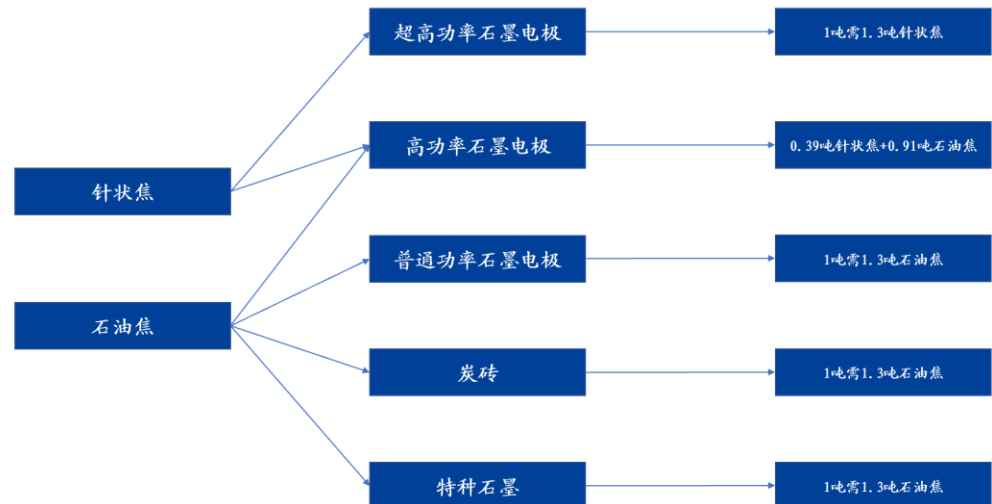 针状焦
石油焦
超高功率石墨电极
1吨需1.3吨针状焦
高功率石墨电极
0.39吨针状焦+0.91吨石油焦
普通功率石墨电极
1吨需1.3吨石油焦
炭砖
1吨需1.3吨石油焦
特种石墨
1吨需1.3吨石油焦